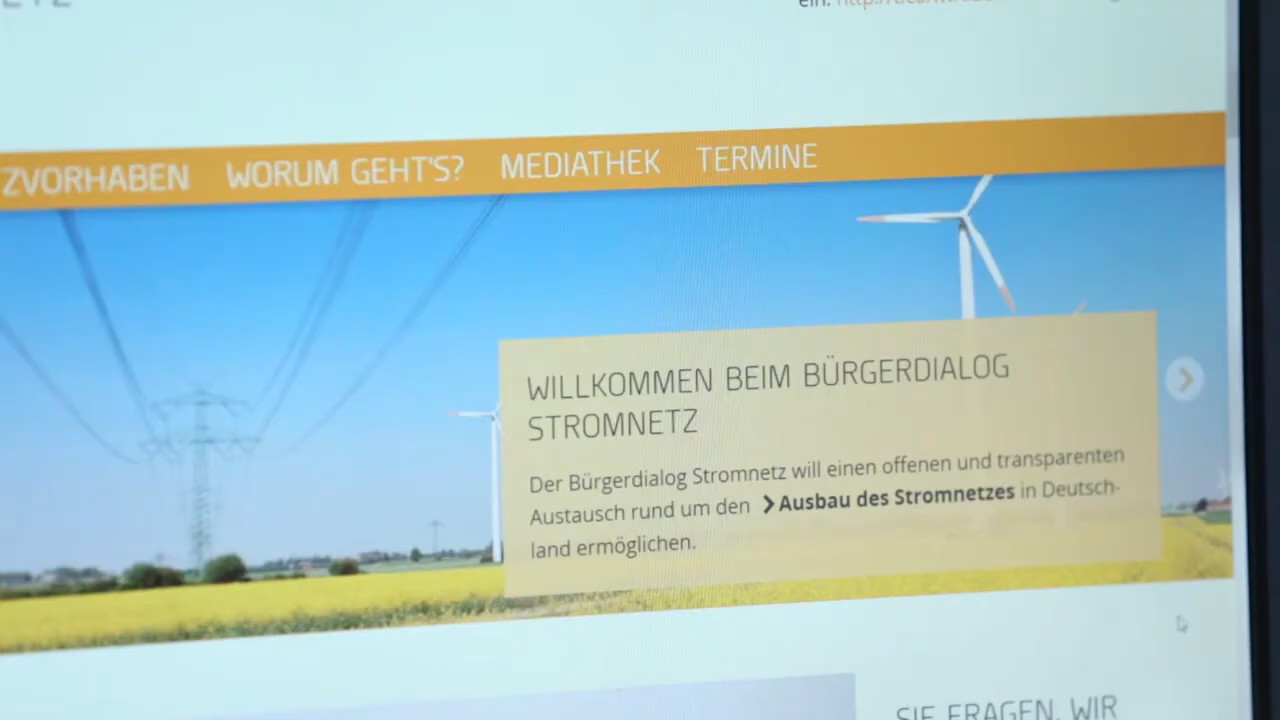 ein:
ZVORHABEN WORUM GEHT'S? MEDIATHEK TERMINE
WILLKOMMEN BEIM BÜRGERDIALOG
STROMNETZ
Der Bürgerdialog Stromnetz will einen offenen und transparenten
Austausch rund um den Ausbau des Stromnetzes in Deutsch-
land ermöglichen.
SIE FRAGEN, WIR